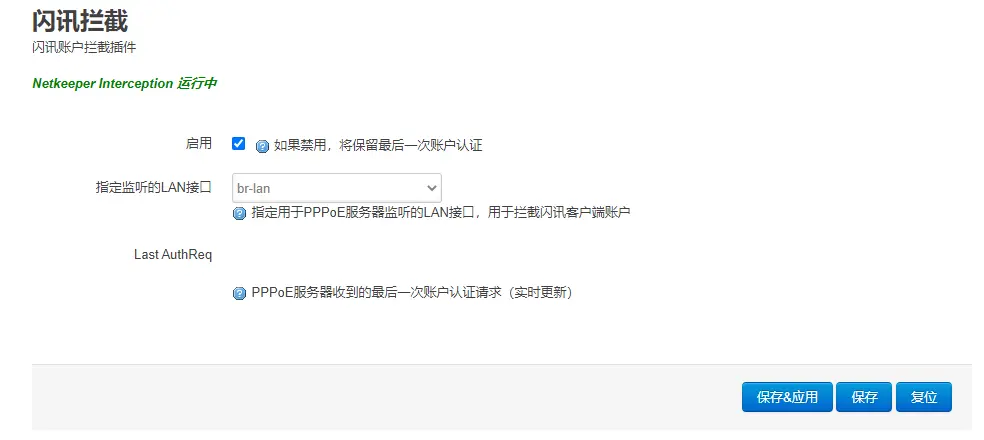 闪讯拦截
闪讯账户拦截插件
Netkeeper Interception 运行中
启用 如果禁用，将保留最后一次账户认证
指定监听的LAN接口 br-lan
指定用于PPPoE服务器监听的LAN接口，用于拦截闪讯客户端账户
Last AuthReq
PPPoE服务器收到的最后一次账户认证请求（实时更新）
保存&应用 保存 复位